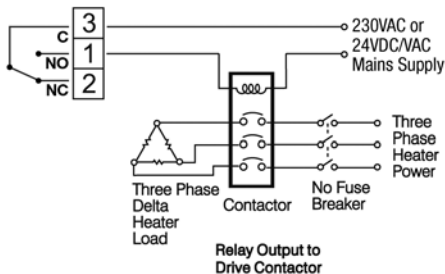 3
C
230VAC or
24VDC/VAC
Mains Supply
1
NO
2
NC
Three
Phase
Heater
Power
Three Phase
Delta
Heater
Load
Contactor
No Fuse
Breaker
Relay Output to
Drive Contactor